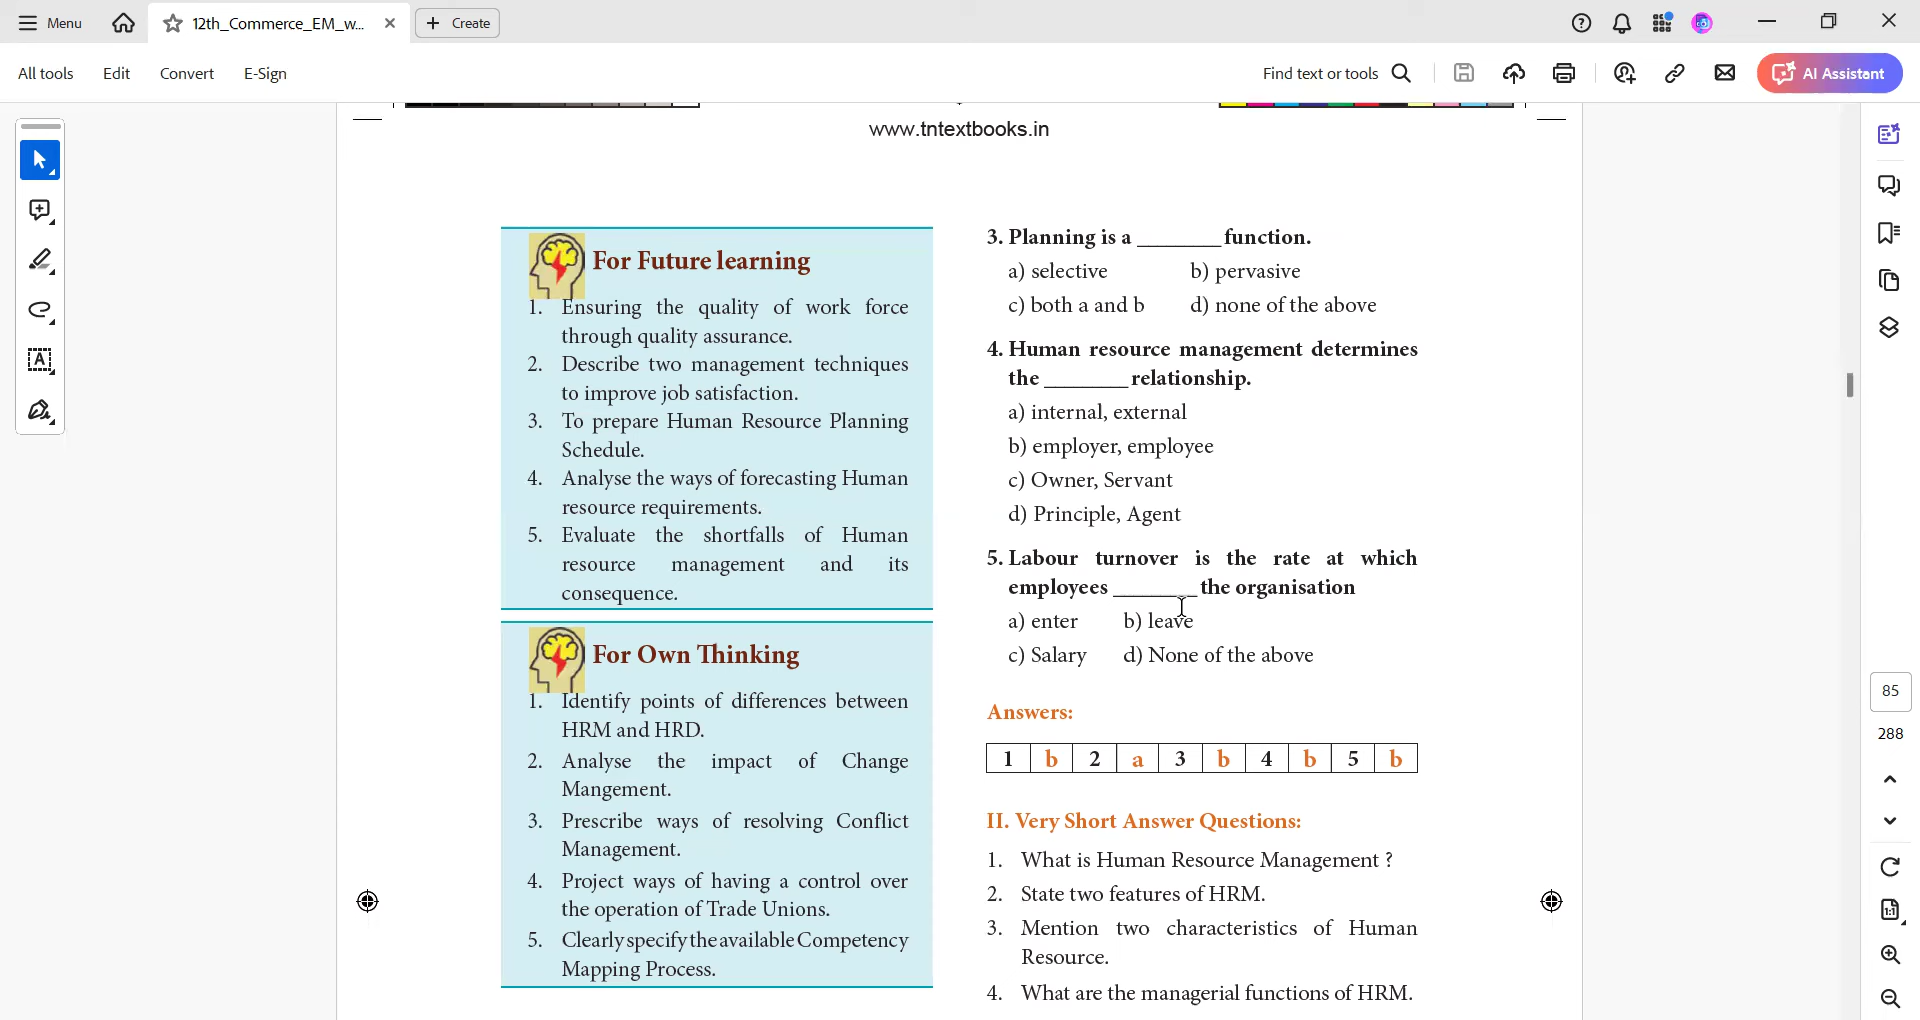 Menu
12th_Commerce_EM_w...
Create
All tools
Edit
Convert
E-Sign
Find text or tools
AI Assistant
www.tntextbooks.in
For Future learning
1. Ensuring the quality of work force
through quality assurance.
2. Describe two management techniques
to improve job satisfaction.
3. To prepare Human Resource Planning
Schedule.
4. Analyse the ways of forecasting Human
resource requirements.
5. Evaluate the shortfalls of Human
resource management and its
consequence.
For Own Thinking
1. Identify points of differences between
HRM and HRD.
2. Analyse the impact of Change
Mangement.
3. Prescribe ways of resolving Conflict
Management.
4. Project ways of having a control over
the operation of Trade Unions.
5. Clearly specify the available Competency
Mapping Process.
3. Planning is a ________ function.
a) selective b) pervasive
c) both a and b d) none of the above
4. Human resource management determines
the ________ relationship.
a) internal, external
b) employer, employee
c) Owner, Servant
d) Principle, Agent
5. Labour turnover is the rate at which
employees ________ the organisation
a) enter b) leave
c) Salary d) None of the above
Answers:
1 b 2 a 3 b 4 b 5 b
II. Very Short Answer Questions:
1. What is Human Resource Management ?
2. State two features of HRM.
3. Mention two characteristics of Human
Resource.
4. What are the managerial functions of HRM.
85
288